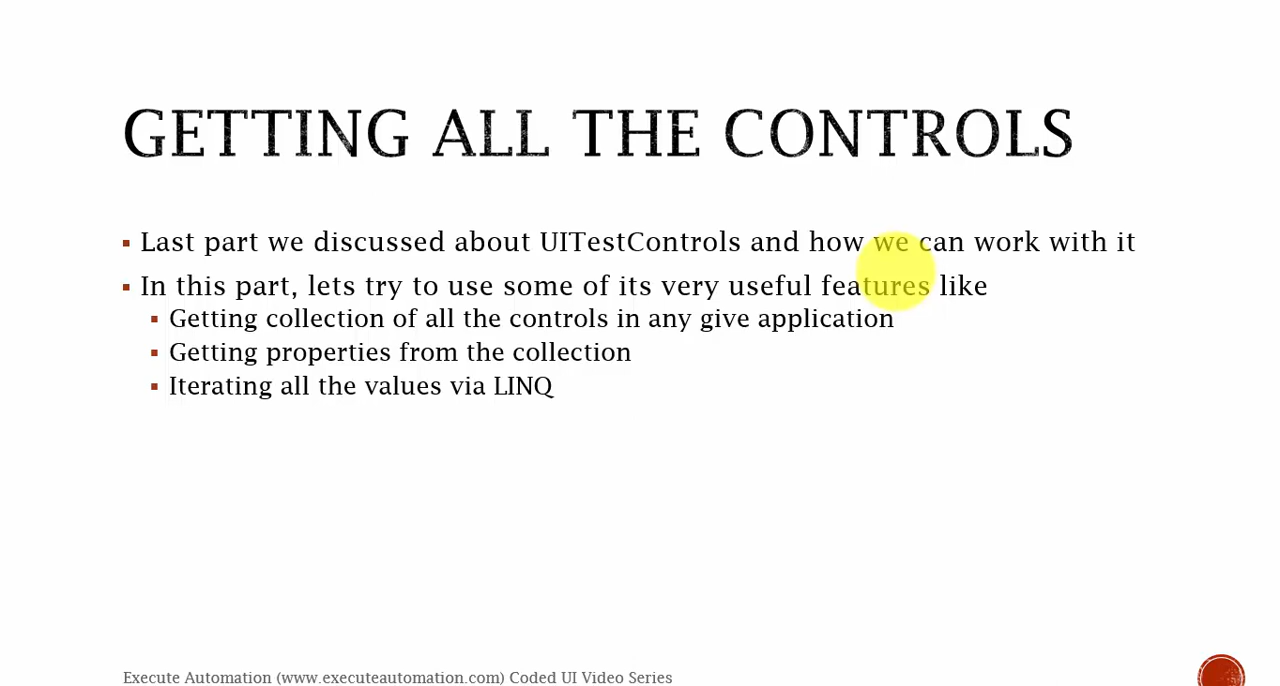 GETTING ALL THE CONTROLS
Last part we discussed about UITestControls and how we can work with it
In this part, lets try to use some of its very useful features like
Getting collection of all the controls in any give application
Getting properties from the collection
Iterating all the values via LINQ
Execute Automation (www.executeautomation.com) Coded UI Video Series